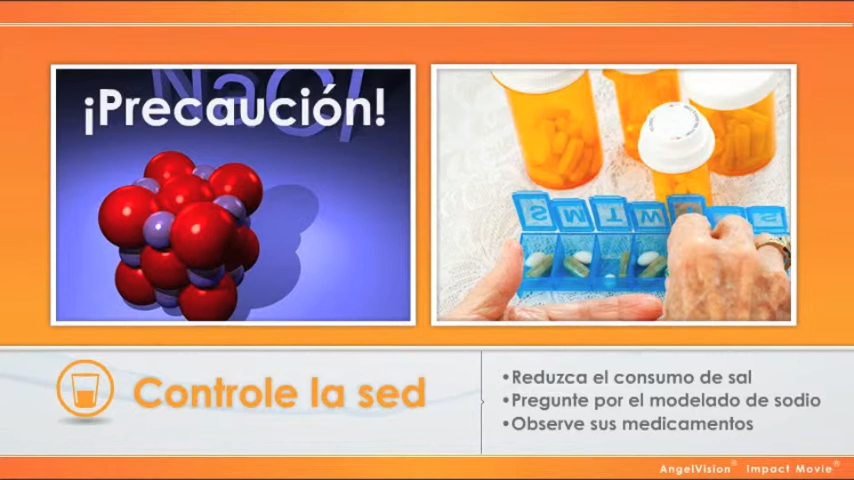 NaCl
¡Precaución!
S M T W
Controle la sed
•Reduzca el consumo de sal
•Pregunte por el modelado de sodio
•Observe sus medicamentos
AngelVision® Impact Movie®